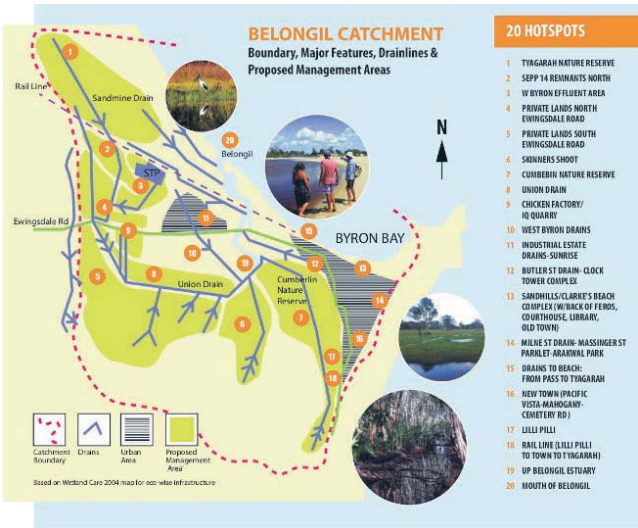 BELONGIL CATCHMENT
Boundary, Major Features, Drainlines &
Proposed Management Areas
Rail Line
Sandmine Drain
1
2
3
STP
4
20
Belongil
N
11
Ewingsdale Rd
9
15
BYRON BAY
10
19
12
13
5
8
Union Drain
Cumberlin
Nature
Reserve
14
6
7
16
17
18
Catchment
Boundary
Drains
Urban
Area
Proposed
Management
Area
Based on Wetland Care 2004 map for eco-wise infrastructure
20 HOTSPOTS
1 TYAGARAH NATURE RESERVE
2 SEPP 14 REMNANTS NORTH
3 W BYRON EFFLUENT AREA
4 PRIVATE LANDS NORTH
EWINGSDALE ROAD
5 PRIVATE LANDS SOUTH
EWINGSDALE ROAD
6 SKINNERS SHOOT
7 CUMBEBIN NATURE RESERVE
8 UNION DRAIN
9 CHICKEN FACTORY/
IQ QUARRY
10 WEST BYRON DRAINS
11 INDUSTRIAL ESTATE
DRAINS-SUNRISE
12 BUTLER ST DRAIN- CLOCK
TOWER COMPLEX
13 SANDHILLS/CLARKE'S BEACH
COMPLEX (W/BACK OF FEROS,
COURTHOUSE, LIBRARY,
OLD TOWN)
14 MILNE ST DRAIN- MASSINGER ST
PARKLET-ARAKWAL PARK
15 DRAINS TO BEACH:
FROM PASS TO TYAGARAH
16 NEW TOWN (PACIFIC
VISTA-MAHOGANY-
CEMETERY RD)
17 LILLI PILLI
18 RAIL LINE (LILLI PILLI
TO TOWN TO TYAGARAH)
19 UP BELONGIL ESTUARY
20 MOUTH OF BELONGIL